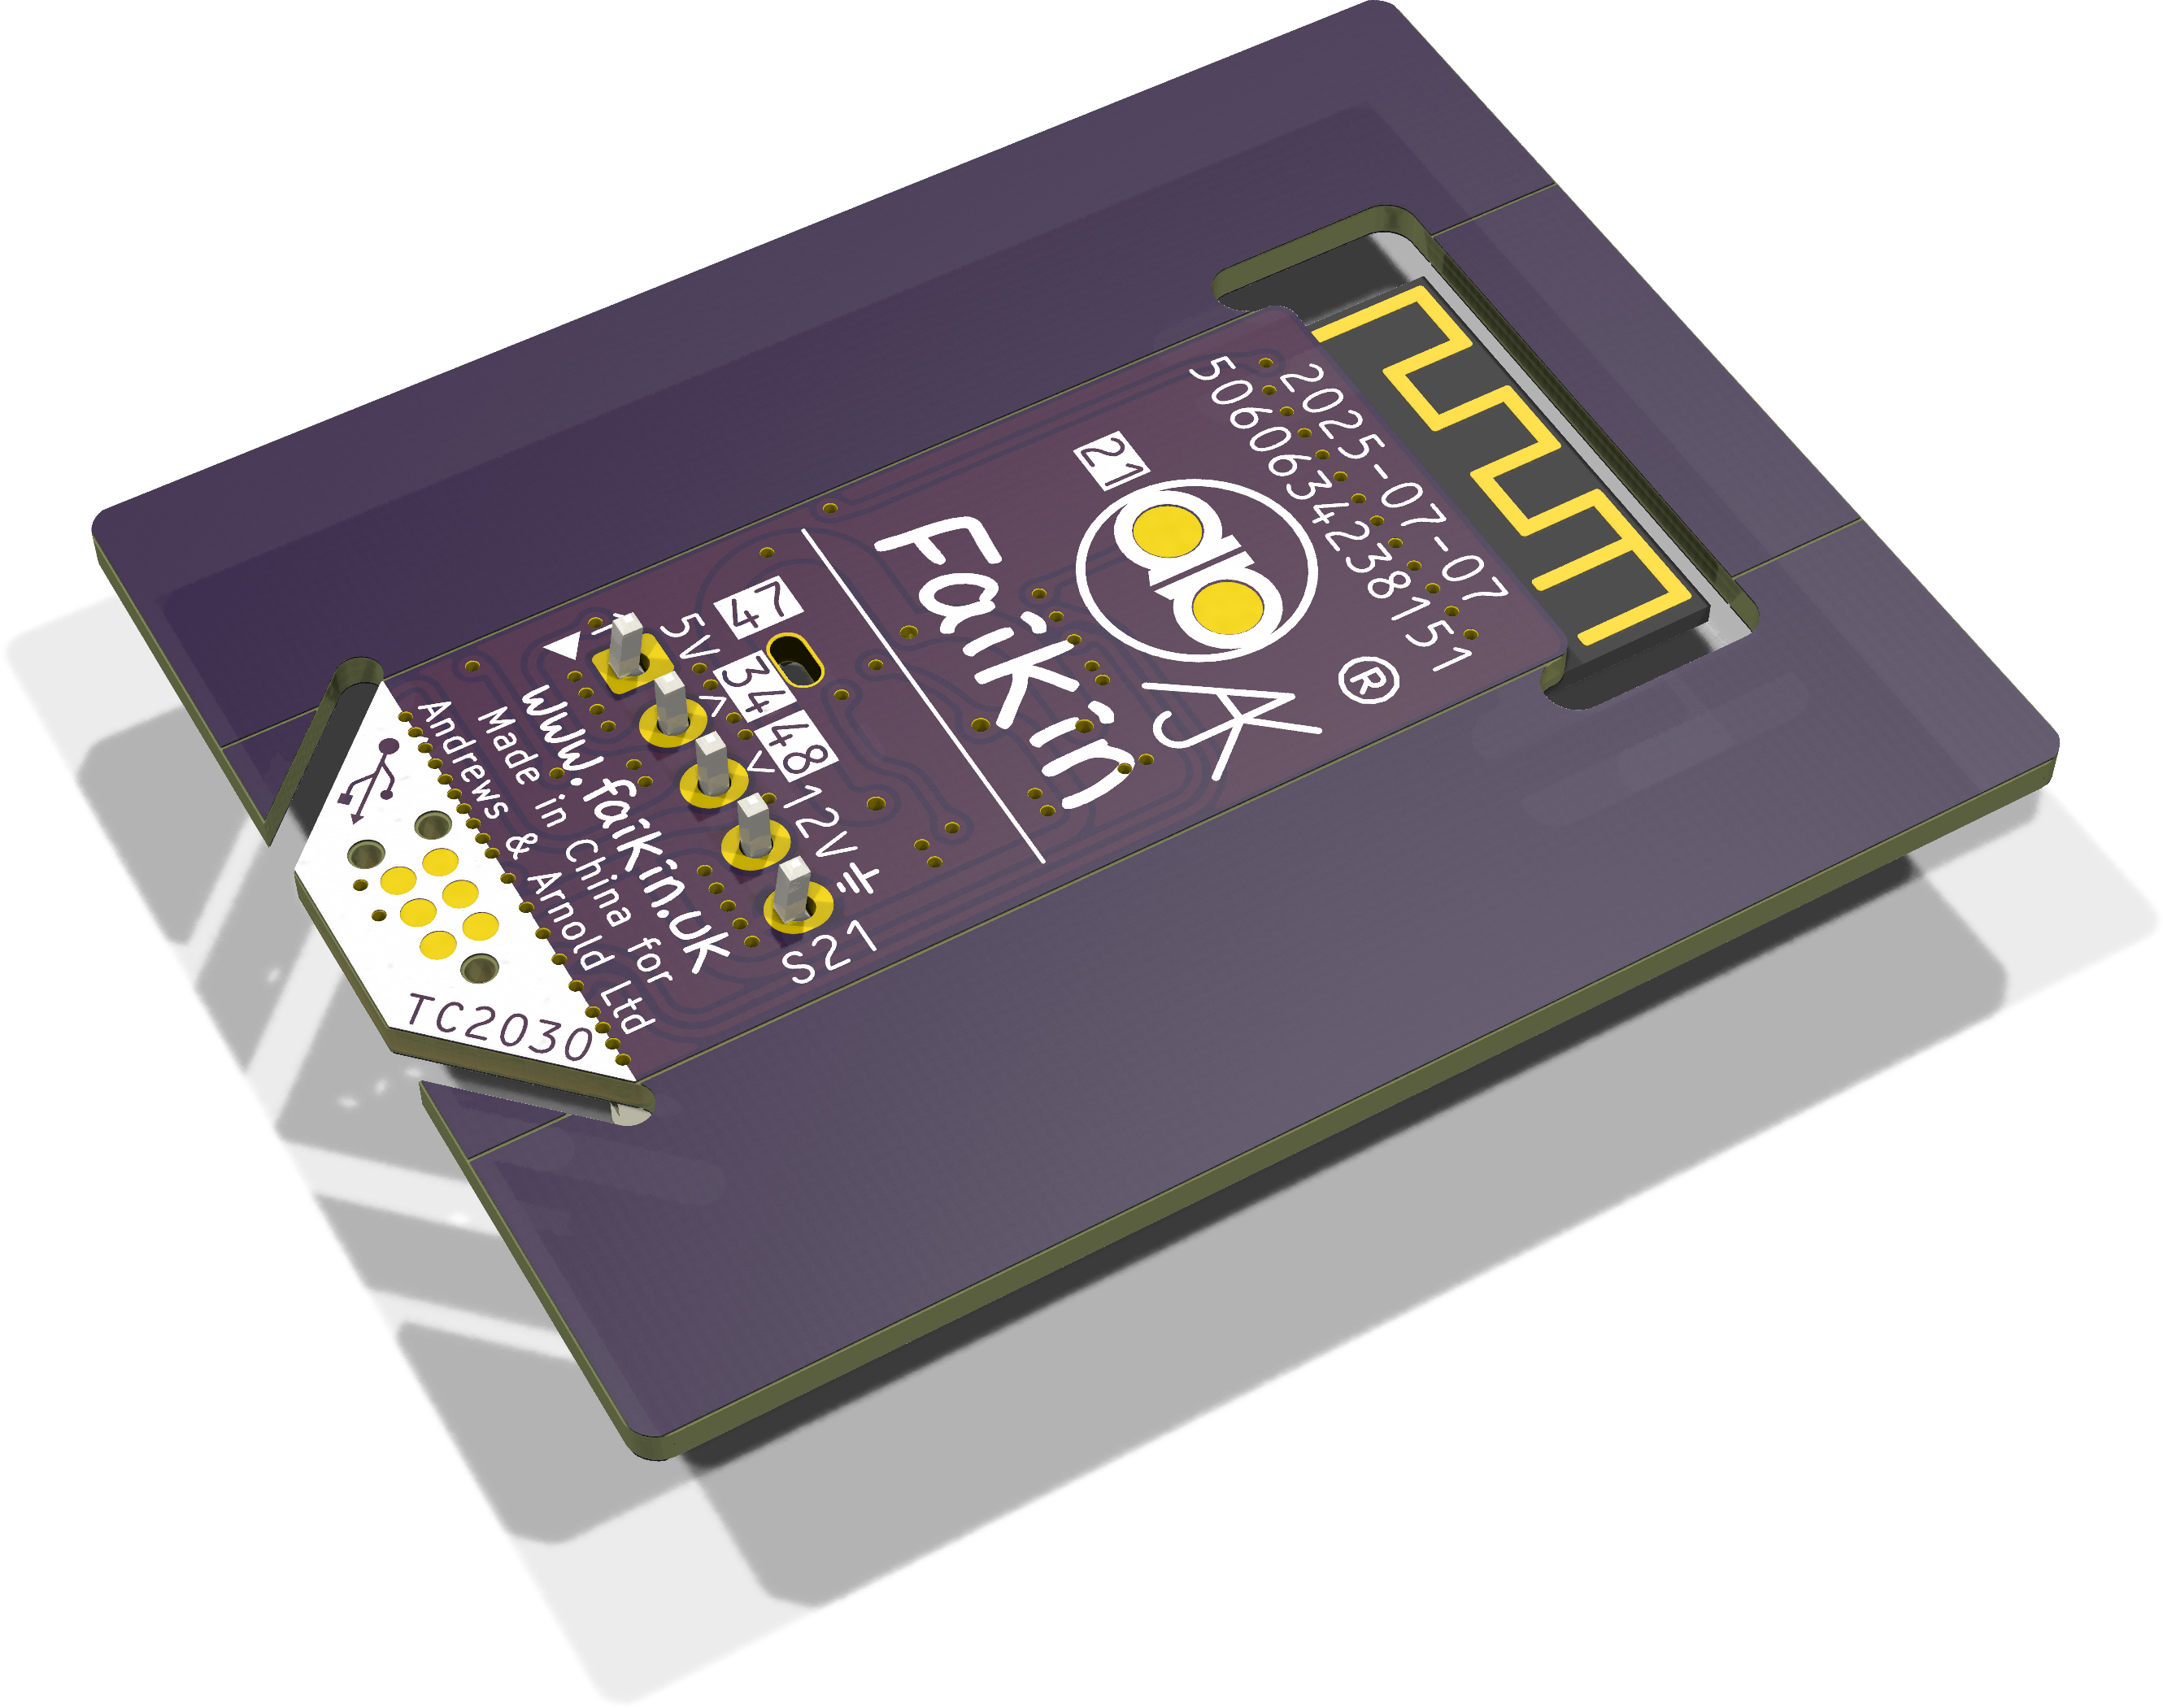 2025-07-07
5060634238151
21
®
Faikin
47
5V
34
<
48
>
12V
S21
www.faikin.uk
Made in China for
Andrews & Arnold Ltd
TC2030